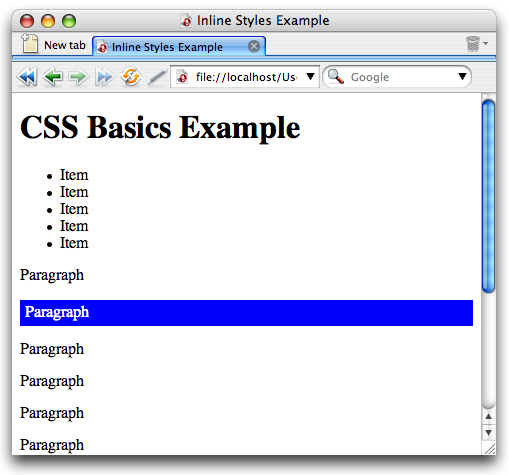 Inline Styles Example
New tab
Inline Styles Example
file://localhost/Use
Google
CSS Basics Example
Item
Item
Item
Item
Item
Paragraph
Paragraph
Paragraph
Paragraph
Paragraph
Paragraph